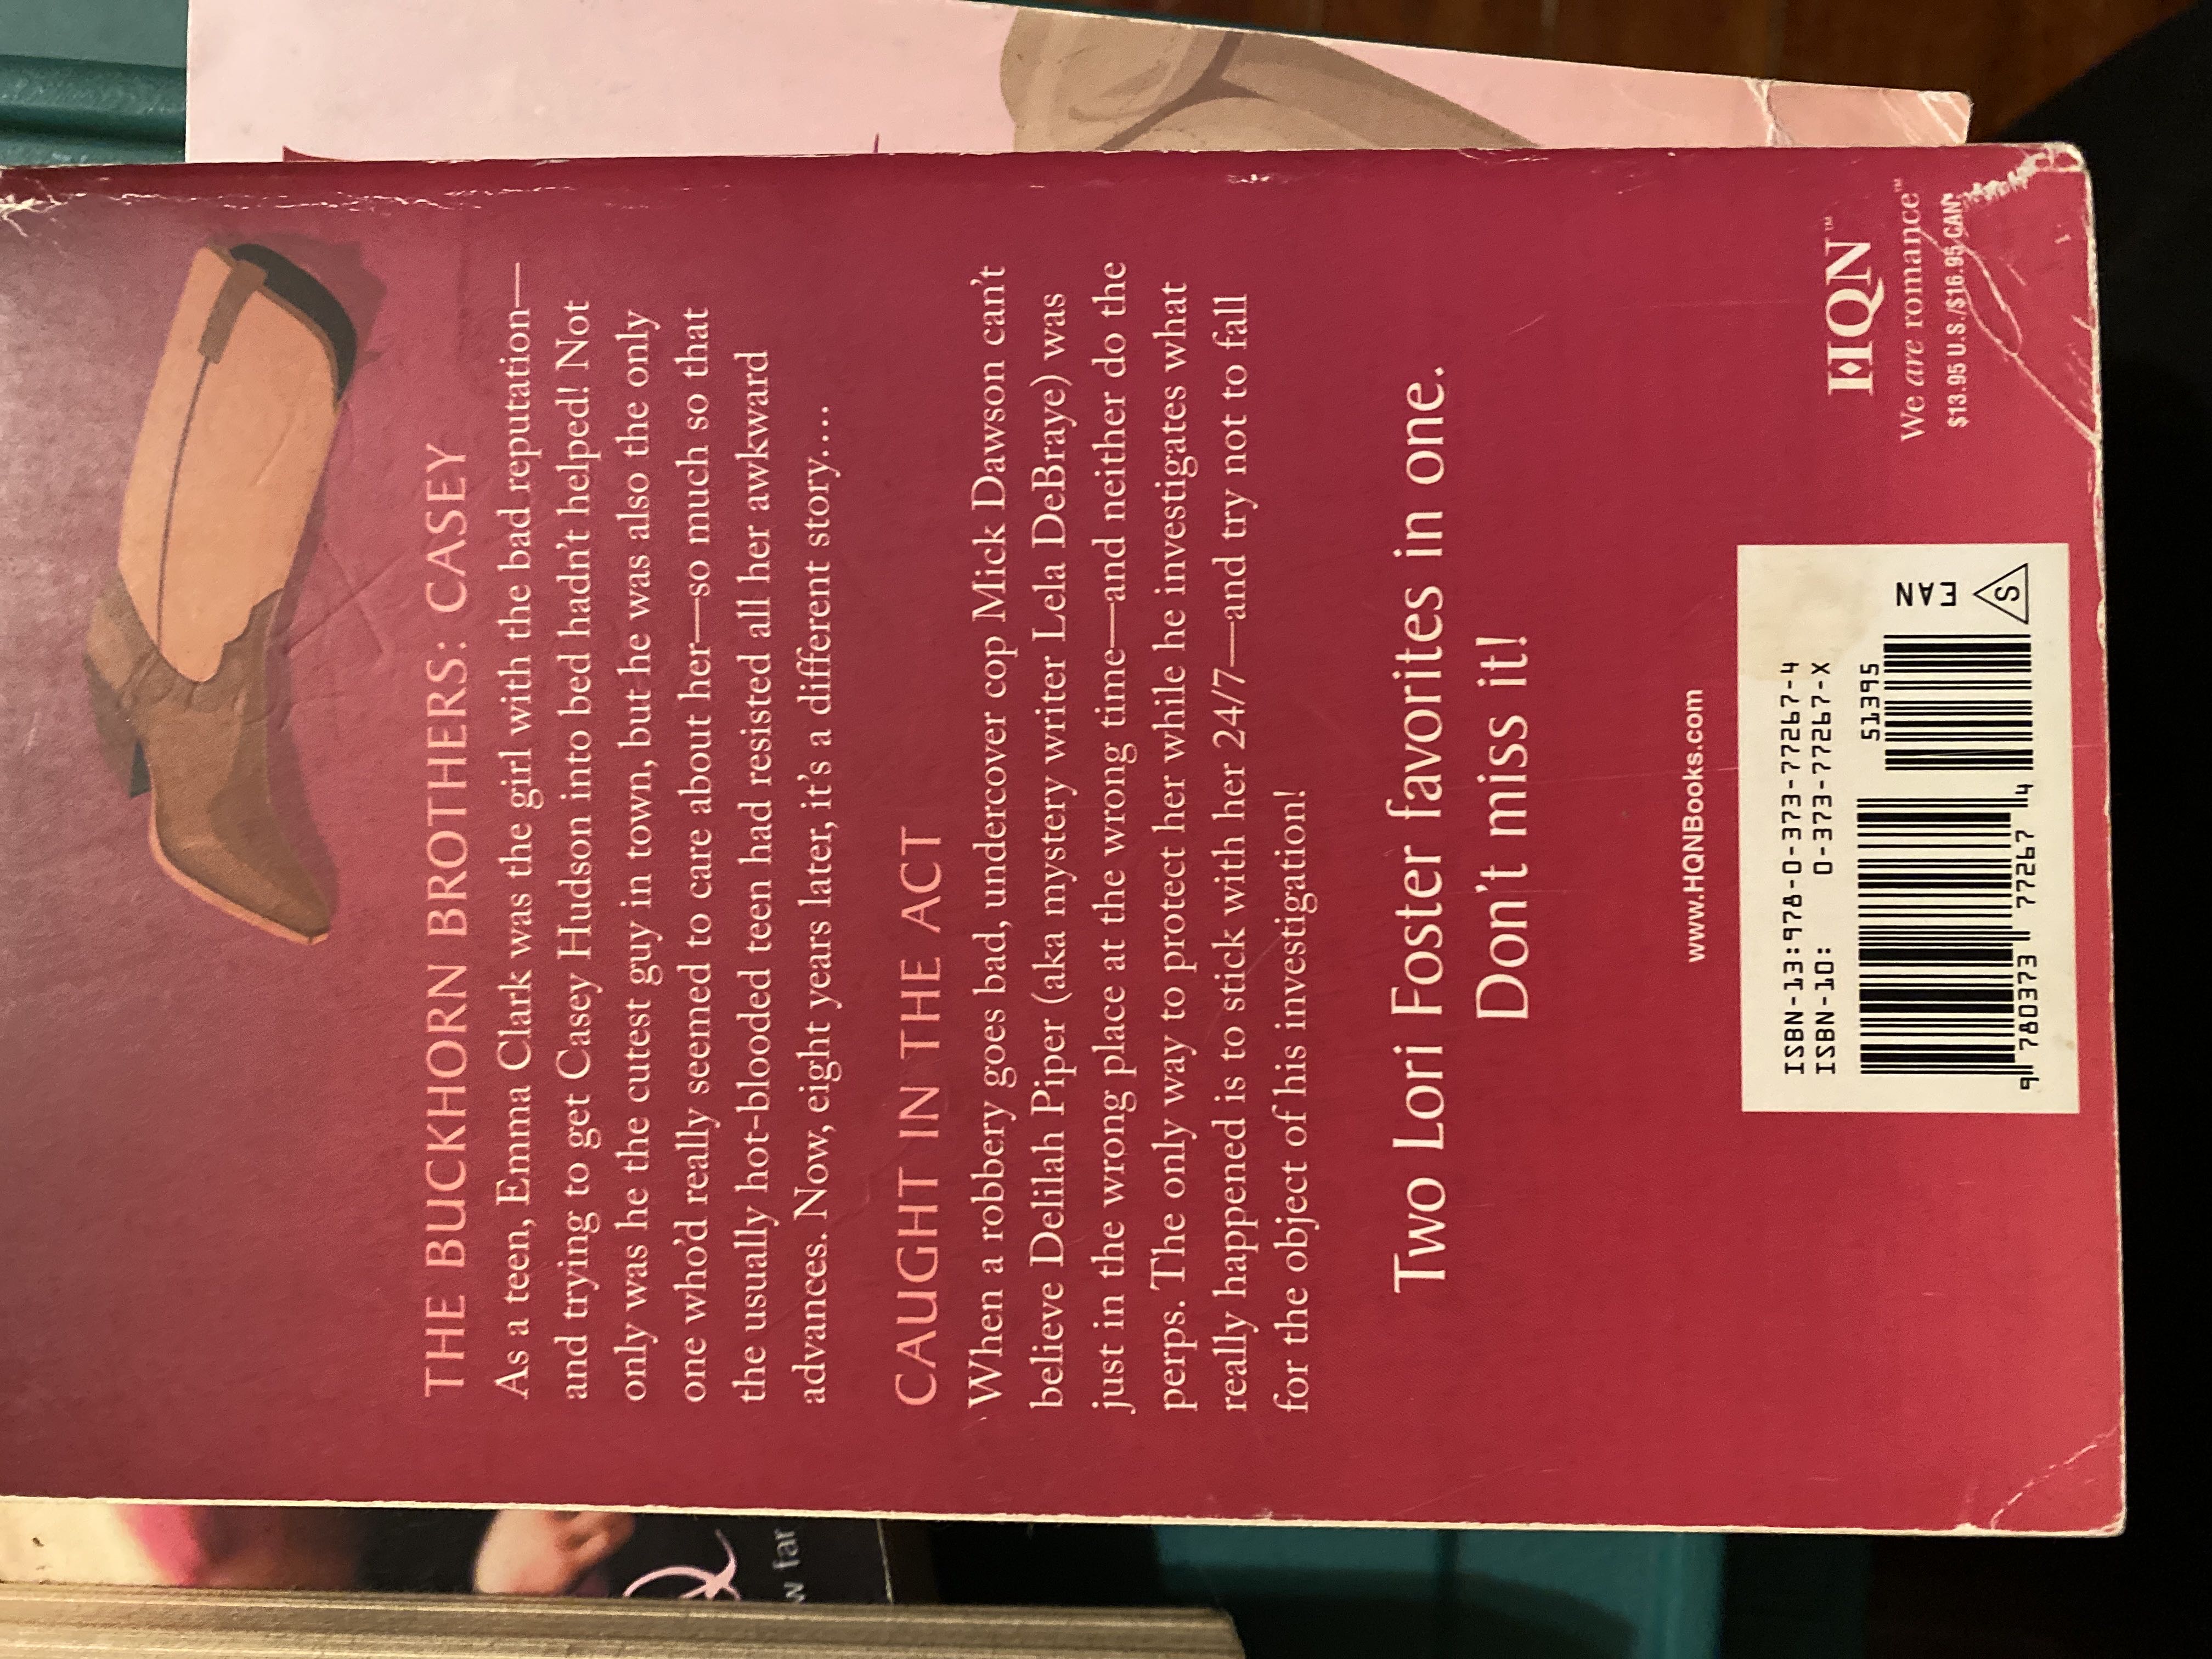 THE BUCKHORN BROTHERS: CASEY
As a teen, Emma Clark was the girl with the bad reputation—
and trying to get Casey Hudson into bed hadn't helped! Not
only was he the cutest guy in town, but he was also the only
one who'd really seemed to care about her—so much so that
the usually hot-blooded teen had resisted all her awkward
advances. Now, eight years later, it's a different story....
CAUGHT IN THE ACT
When a robbery goes bad, undercover cop Mick Dawson can't
believe Delilah Piper (aka mystery writer Lela DeBraye) was
just in the wrong place at the wrong time—and neither do the
perps. The only way to protect her while he investigates what
really happened is to stick with her 24/7—and try not to fall
for the object of his investigation!
Two Lori Foster favorites in one.
Don't miss it!
www.HQNBooks.com
ISBN-13:978-0-373-77267-4
ISBN-10: 0-373-77267-X
51395
9 780373 77267 4
EAN
S
HQN™
We are romance™
$13.95 U.S./$16.95 CAN
far